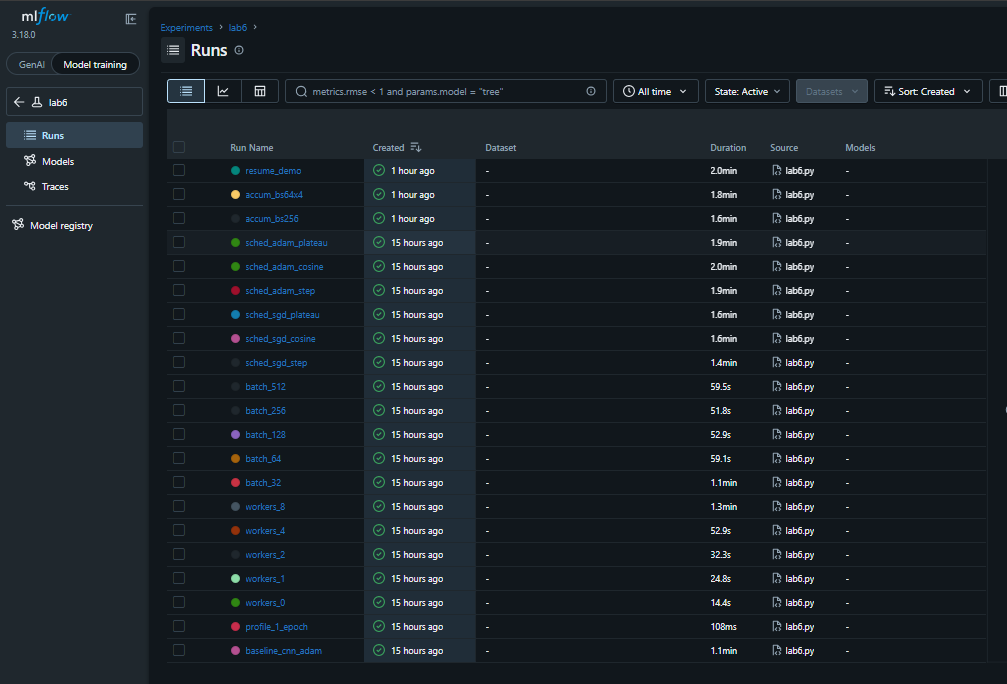 mlflow
3.18.0
GenAI Model training
lab6
Runs
Models
Traces
Model registry
Experiments > lab6 >
Runs
metrics.rmse < 1 and params.model = "tree"
All time
State: Active
Datasets
Sort: Created
Run Name Created Dataset Duration Source Models
resume_demo 1 hour ago - 2.0min lab6.py -
accum_bs64x4 1 hour ago - 1.8min lab6.py -
accum_bs256 1 hour ago - 1.6min lab6.py -
sched_adam_plateau 15 hours ago - 1.9min lab6.py -
sched_adam_cosine 15 hours ago - 2.0min lab6.py -
sched_adam_step 15 hours ago - 1.9min lab6.py -
sched_sgd_plateau 15 hours ago - 1.6min lab6.py -
sched_sgd_cosine 15 hours ago - 1.6min lab6.py -
sched_sgd_step 15 hours ago - 1.4min lab6.py -
batch_512 15 hours ago - 59.5s lab6.py -
batch_256 15 hours ago - 51.8s lab6.py -
batch_128 15 hours ago - 52.9s lab6.py -
batch_64 15 hours ago - 59.1s lab6.py -
batch_32 15 hours ago - 1.1min lab6.py -
workers_8 15 hours ago - 1.3min lab6.py -
workers_4 15 hours ago - 52.9s lab6.py -
workers_2 15 hours ago - 32.3s lab6.py -
workers_1 15 hours ago - 24.8s lab6.py -
workers_0 15 hours ago - 14.4s lab6.py -
profile_1_epoch 15 hours ago - 108ms lab6.py -
baseline_cnn_adam 15 hours ago - 1.1min lab6.py -